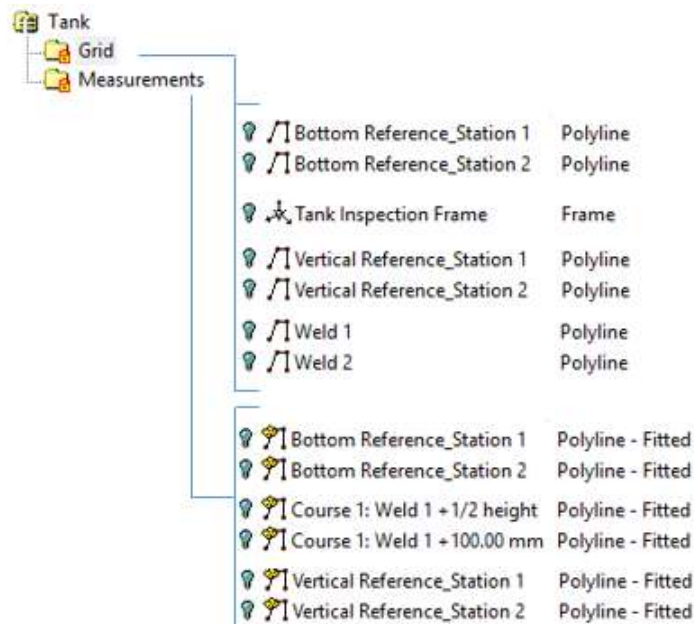 Tank
Grid
Measurements
Bottom Reference_Station 1 Polyline
Bottom Reference_Station 2 Polyline
Tank Inspection Frame Frame
Vertical Reference_Station 1 Polyline
Vertical Reference_Station 2 Polyline
Weld 1 Polyline
Weld 2 Polyline
Bottom Reference_Station 1 Polyline - Fitted
Bottom Reference_Station 2 Polyline - Fitted
Course 1: Weld 1 +1/2 height Polyline - Fitted
Course 1: Weld 1 +100.00 mm Polyline - Fitted
Vertical Reference_Station 1 Polyline - Fitted
Vertical Reference_Station 2 Polyline - Fitted